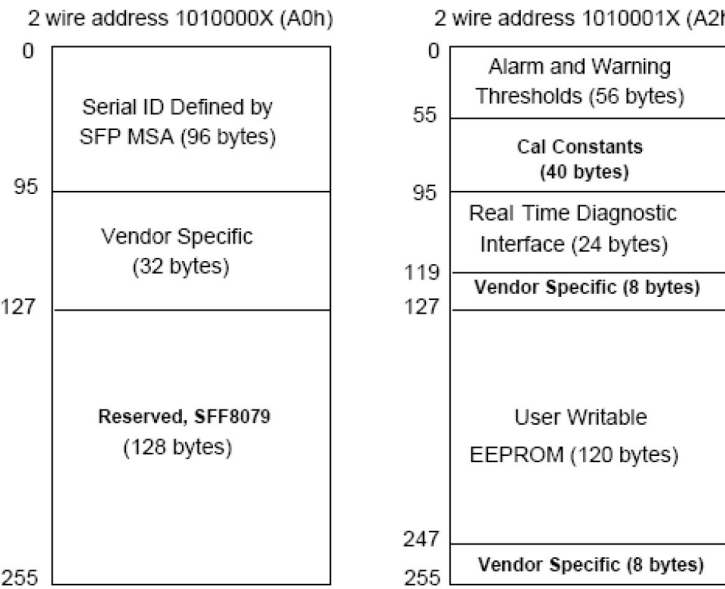 2 wire address 1010000X (A0h)
0
Serial ID Defined by
SFP MSA (96 bytes)
95
Vendor Specific
(32 bytes)
127
Reserved, SFF8079
(128 bytes)
255
2 wire address 1010001X (A2h
0
Alarm and Warning
Thresholds (56 bytes)
55
Cal Constants
(40 bytes)
95
Real Time Diagnostic
Interface (24 bytes)
119
Vendor Specific (8 bytes)
127
User Writable
EEPROM (120 bytes)
247
Vendor Specific (8 bytes)
255